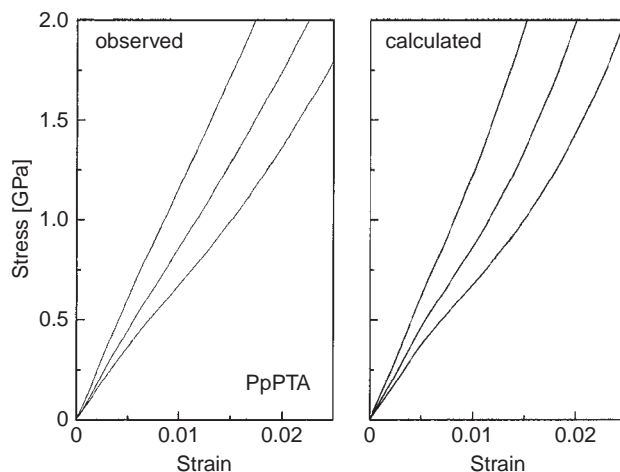 2.0
observed
calculated
1.5
1.0
Stress [GPa]
0.5
PpPTA
0
0
0.01
0.02
0
0.01
0.02
Strain
Strain